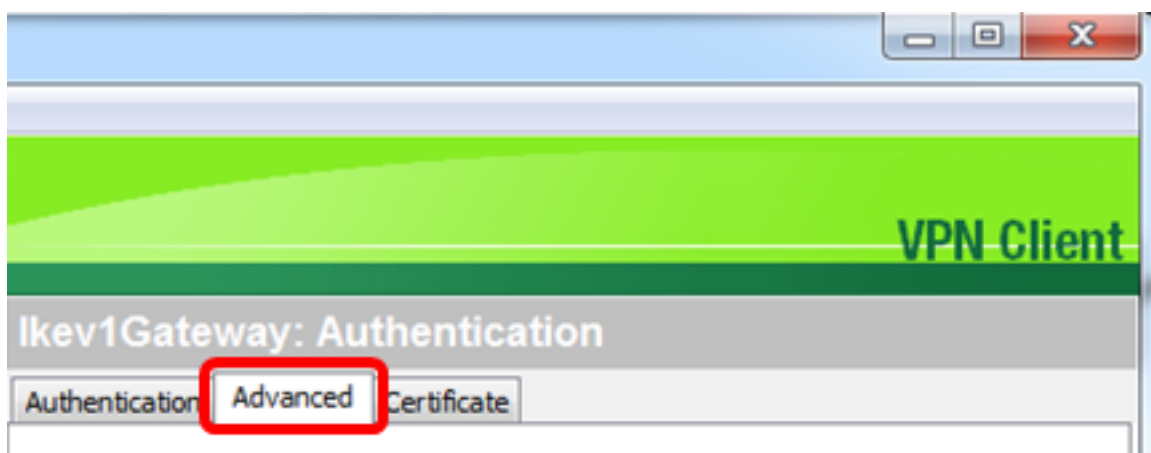 VPN Client
Ikev1Gateway: Authentication
Authentication Advanced Certificate